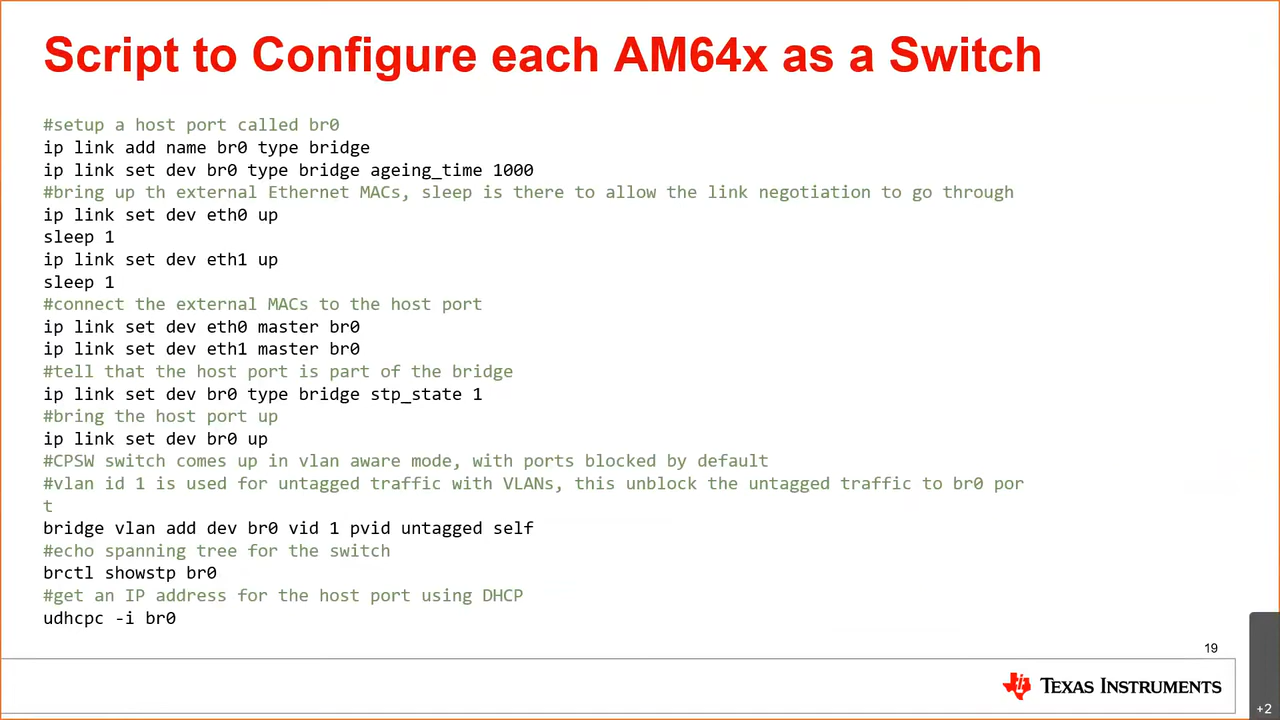 Script to Configure each AM64x as a Switch
#setup a host port called br0
ip link add name br0 type bridge
ip link set dev br0 type bridge ageing_time 1000
#bring up th external Ethernet MACs, sleep is there to allow the link negotiation to go through
ip link set dev eth0 up
sleep 1
ip link set dev eth1 up
sleep 1
#connect the external MACs to the host port
ip link set dev eth0 master br0
ip link set dev eth1 master br0
#tell that the host port is part of the bridge
ip link set dev br0 type bridge stp_state 1
#bring the host port up
ip link set dev br0 up
#CPSW switch comes up in vlan aware mode, with ports blocked by default
#vlan id 1 is used for untagged traffic with VLANs, this unblock the untagged traffic to br0 por
t
bridge vlan add dev br0 vid 1 pvid untagged self
#echo spanning tree for the switch
brctl showstp br0
#get an IP address for the host port using DHCP
udhcpc -i br0
19
TEXAS INSTRUMENTS
+2